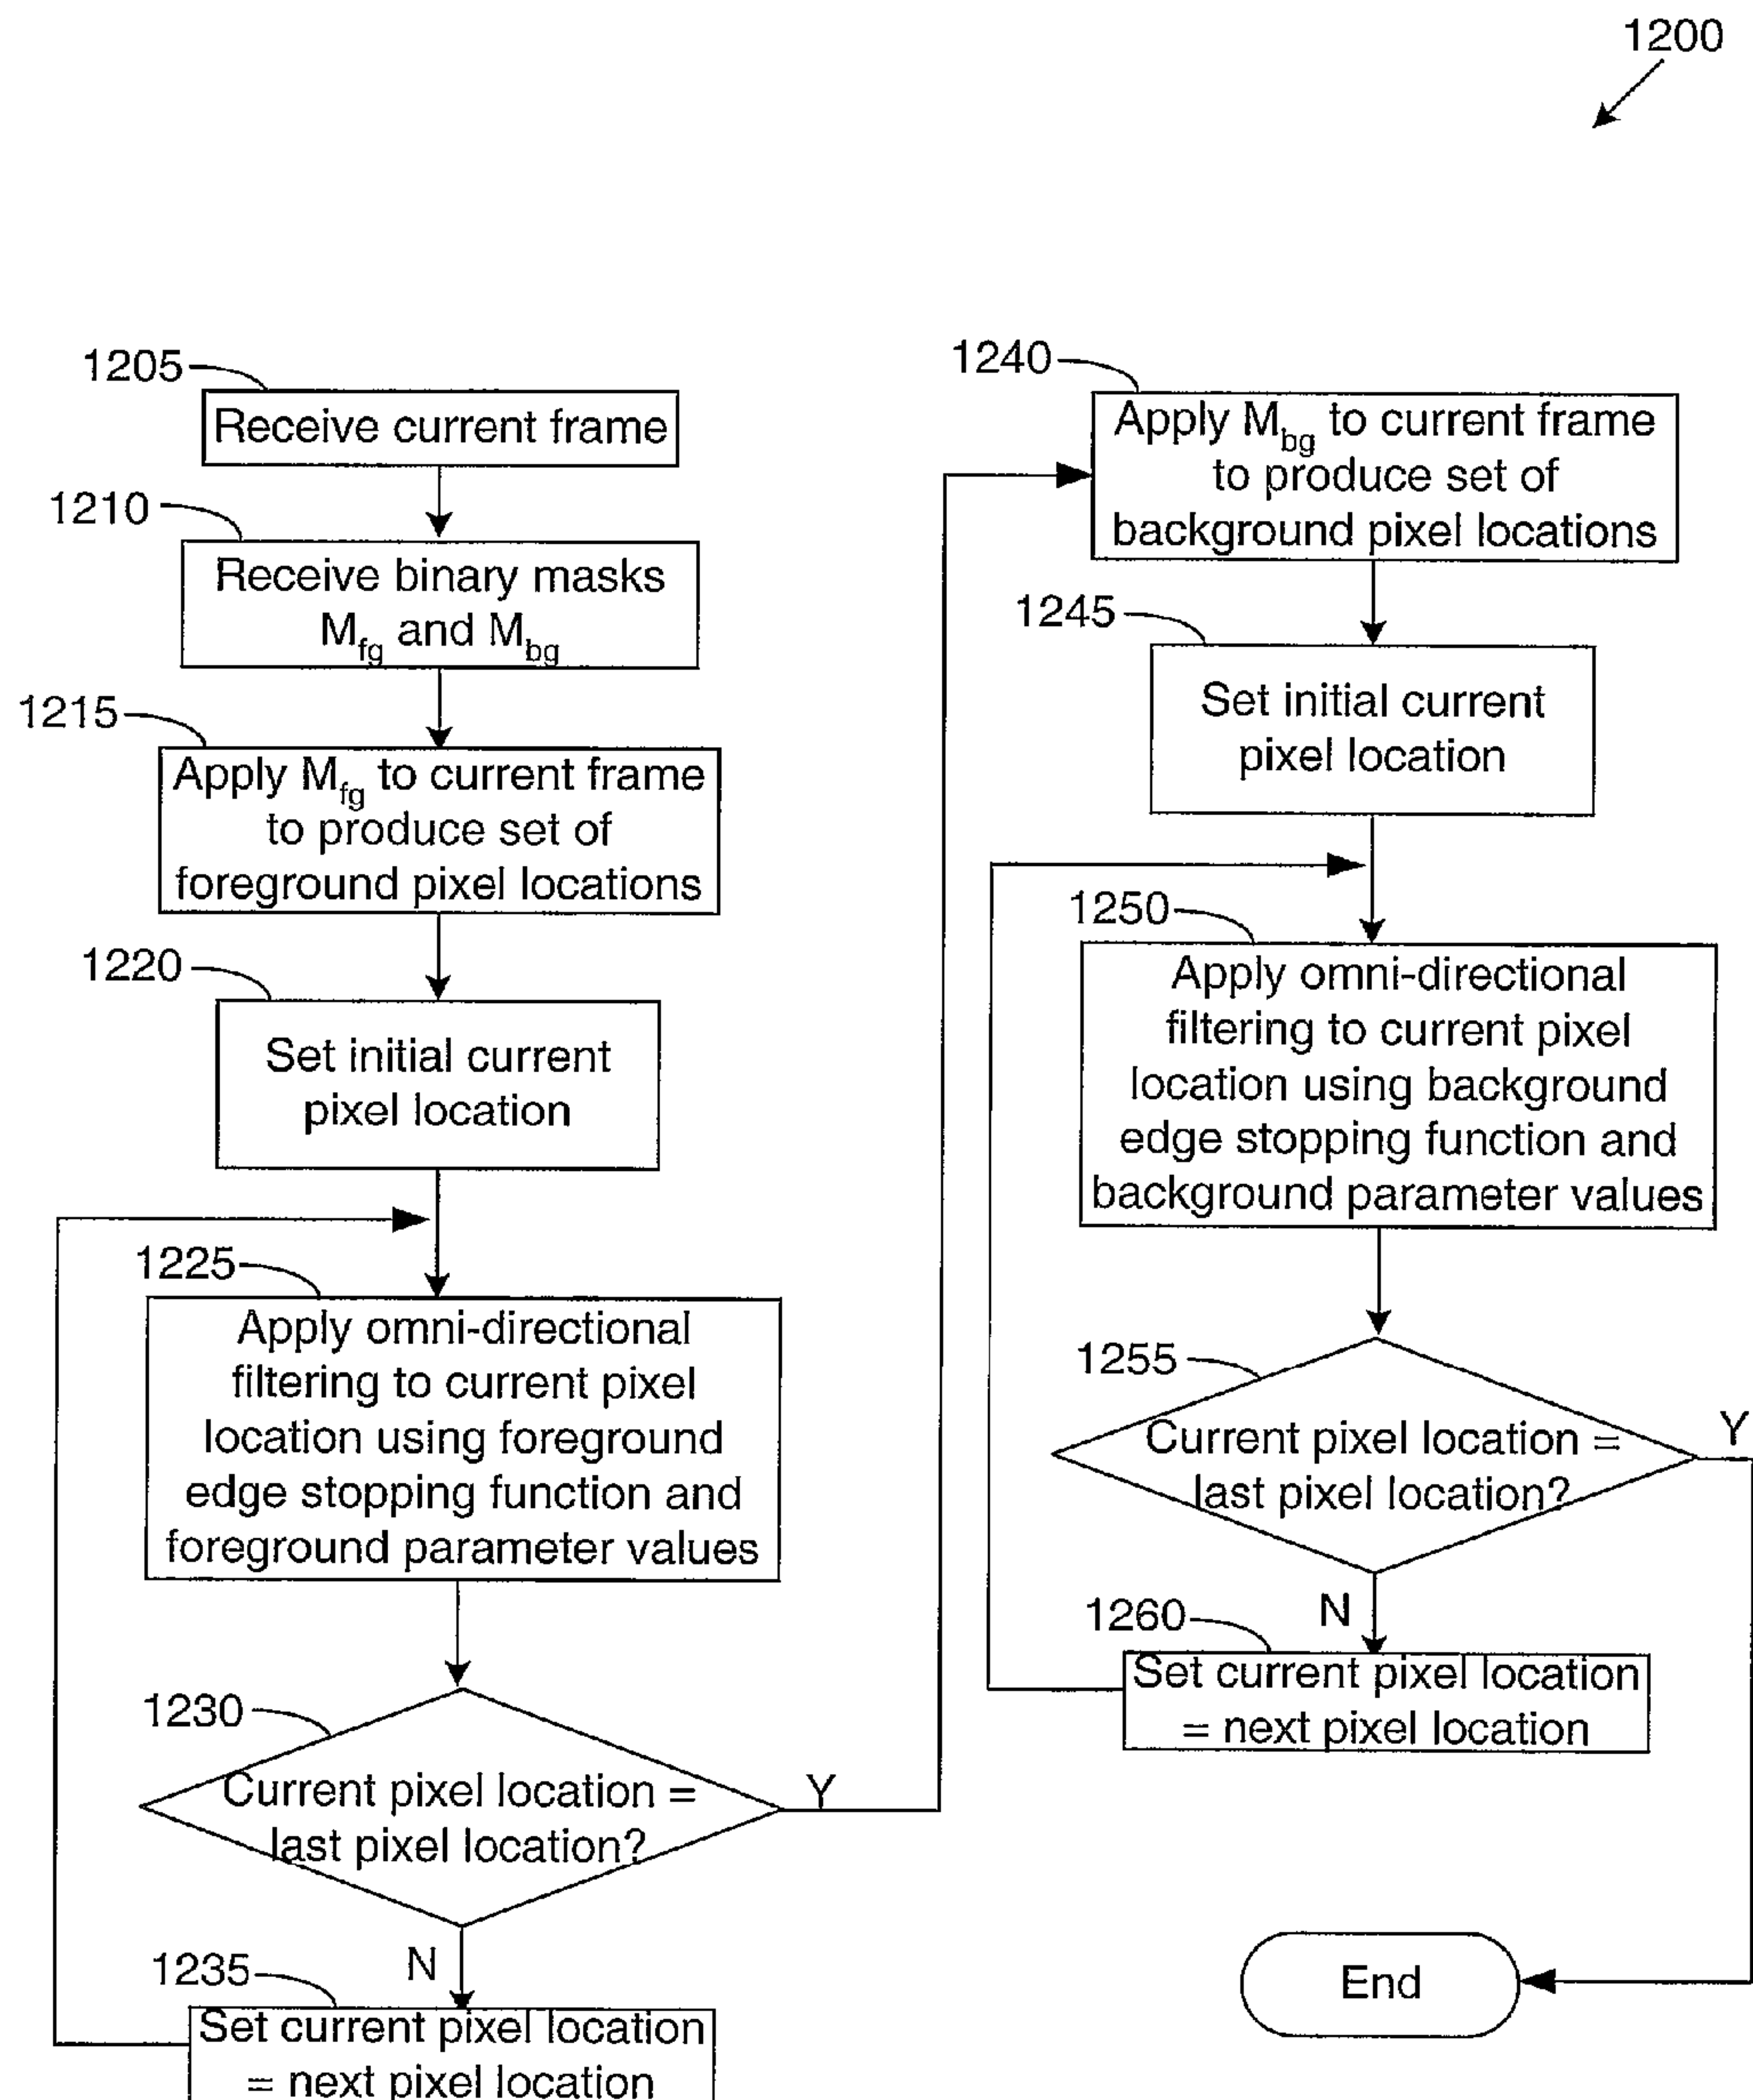 1200
1205
Receive current frame
1210
Receive binary masks
Mfg and Mbg
1215
Apply Mfg to current frame
to produce set of
foreground pixel locations
1220
Set initial current
pixel location
1225
Apply omni-directional
filtering to current pixel
location using foreground
edge stopping function and
foreground parameter values
1230
Current pixel location =
last pixel location?
Y
N
1235
Set current pixel location
= next pixel location
1240
Apply Mbg to current frame
to produce set of
background pixel locations
1245
Set initial current
pixel location
1250
Apply omni-directional
filtering to current pixel
location using background
edge stopping function and
background parameter values
1255
Current pixel location =
last pixel location?
Y
N
1260
Set current pixel location
= next pixel location
End